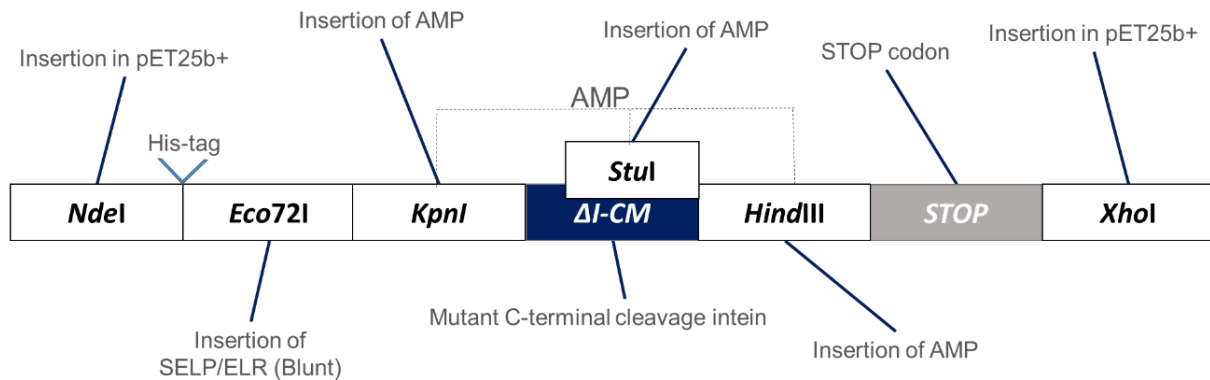 Insertion of AMP
Insertion of AMP
Insertion in pET25b+
Insertion in pET25b+
STOP codon
AMP
His-tag
StuI
NdeI
Eco72I
KpnI
ΔI-CM
HindIII
STOP
XhoI
Mutant C-terminal cleavage intein
Insertion of
SELP/ELR (Blunt)
Insertion of AMP